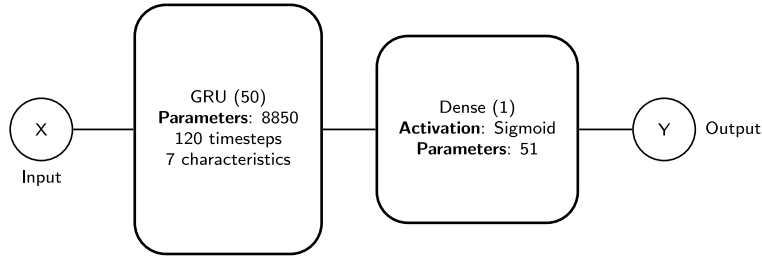 X
Input
GRU (50)
Parameters: 8850
120 timesteps
7 characteristics
Dense (1)
Activation: Sigmoid
Parameters: 51
Y
Output